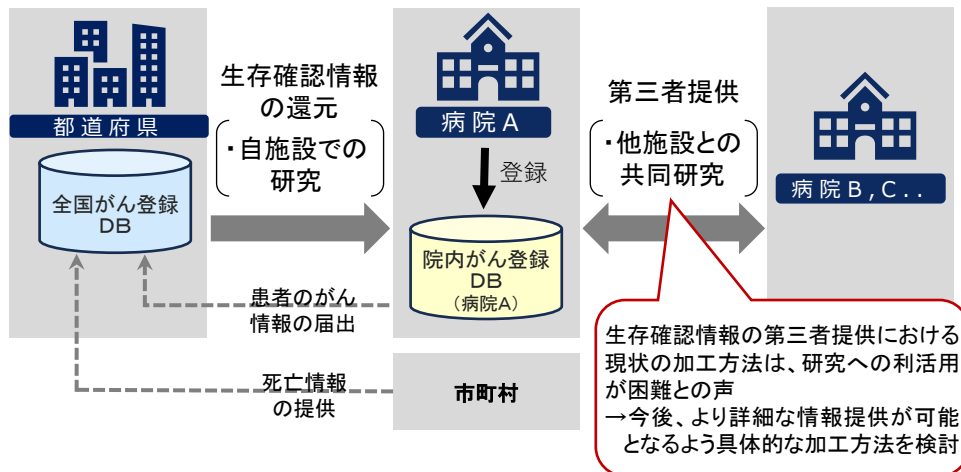 都道府県
全国がん登録
DB
生存確認情報
の還元
・自施設での
研究
病院A
登録
院内がん登録
DB
(病院A)
第三者提供
・他施設との
共同研究
病院B,C..
患者のがん
情報の届出
死亡情報
の提供
市町村
生存確認情報の第三者提供における
現状の加工方法は、研究への利活用
が困難との声
→今後、より詳細な情報提供が可能
となるよう具体的な加工方法を検討